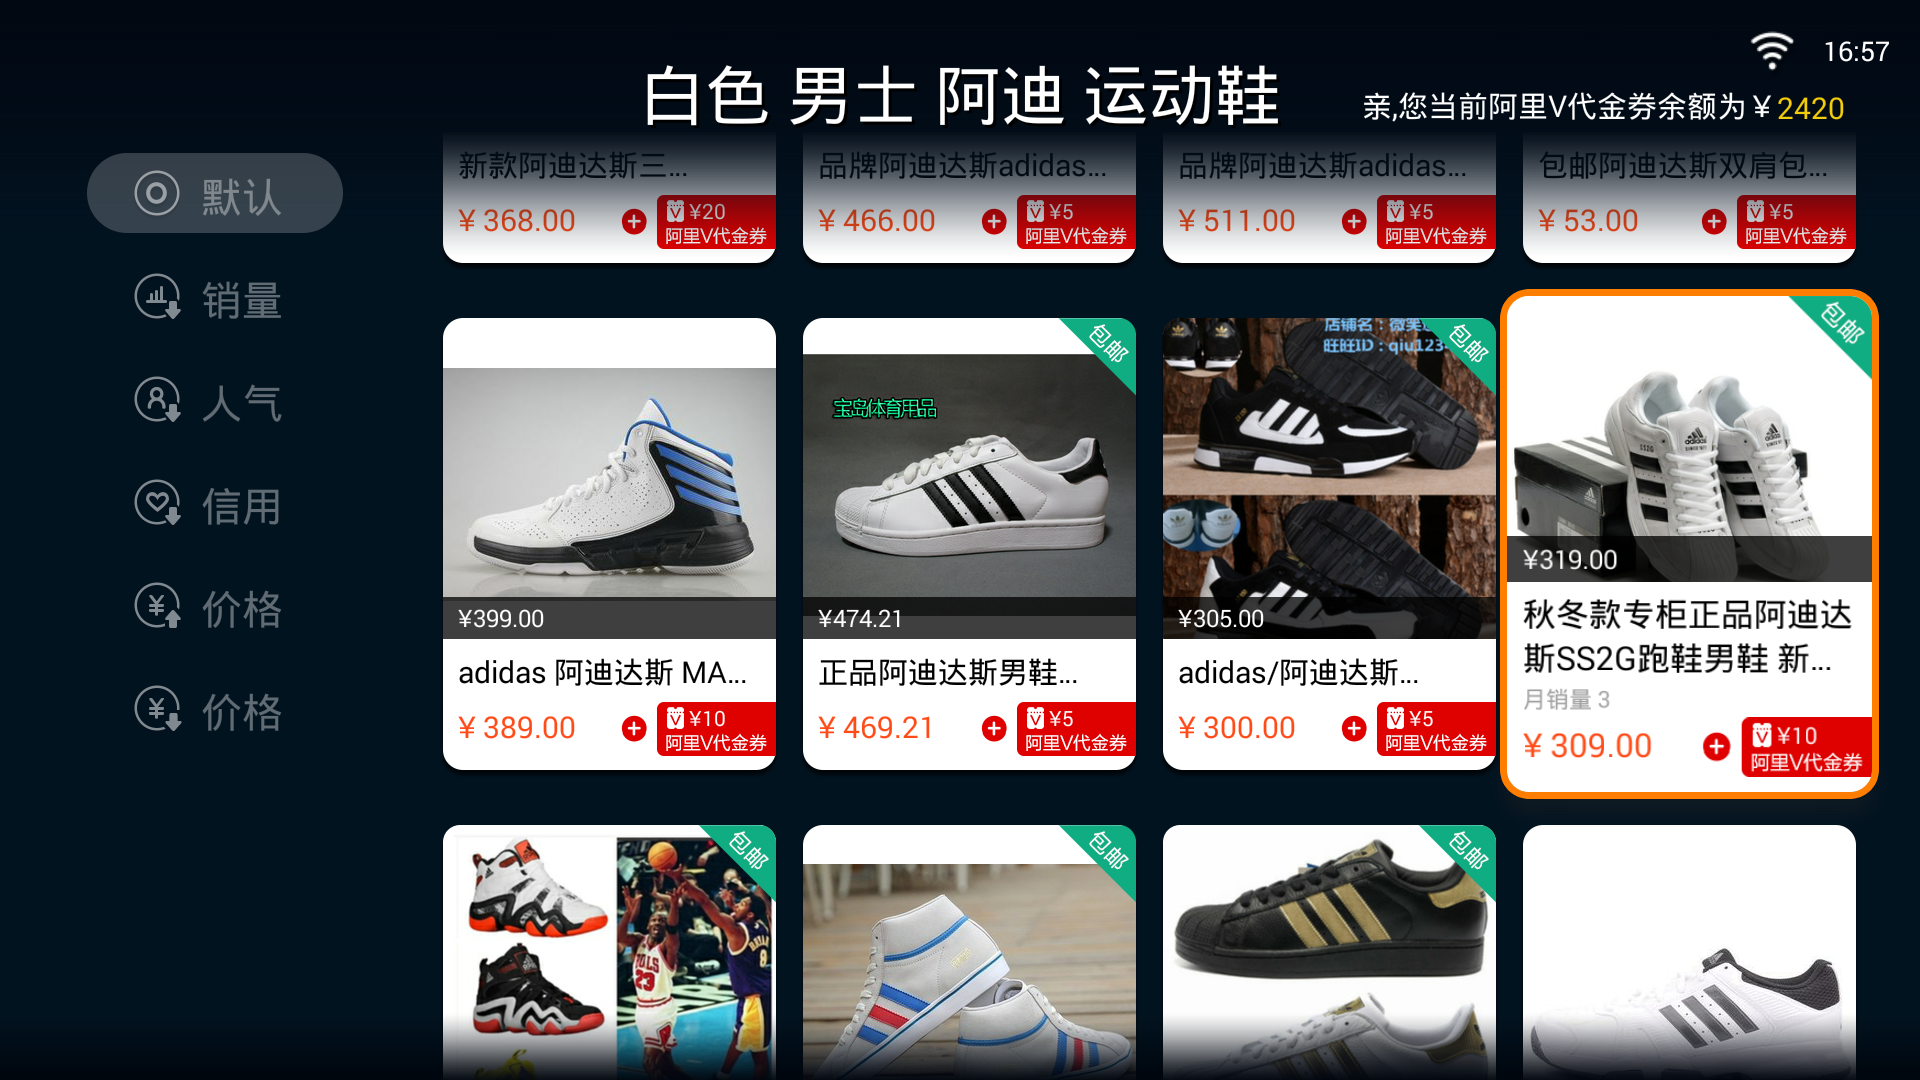 16:57
白色 男士 阿迪 运动鞋
亲,您当前阿里V代金券余额为￥2420
默认
销量
人气
信用
价格
价格
新款阿迪达斯三...
￥368.00
¥20
阿里V代金券
品牌阿迪达斯adidas...
￥466.00
¥5
阿里V代金券
品牌阿迪达斯adidas...
￥511.00
¥5
阿里V代金券
包邮阿迪达斯双肩包...
￥53.00
¥5
阿里V代金券
¥399.00
adidas 阿迪达斯 MA...
￥389.00
¥10
阿里V代金券
包邮
宝岛体育用品
¥474.21
正品阿迪达斯男鞋...
￥469.21
¥5
阿里V代金券
包邮
店铺名：微笑
旺旺ID：qiu123
¥305.00
adidas/阿迪达斯...
￥300.00
¥5
阿里V代金券
包邮
adidas
adidas
SS2G
¥319.00
秋冬款专柜正品阿迪达
斯SS2G跑鞋男鞋 新...
月销量 3
￥309.00
¥10
阿里V代金券
包邮
23
8
包邮
包邮